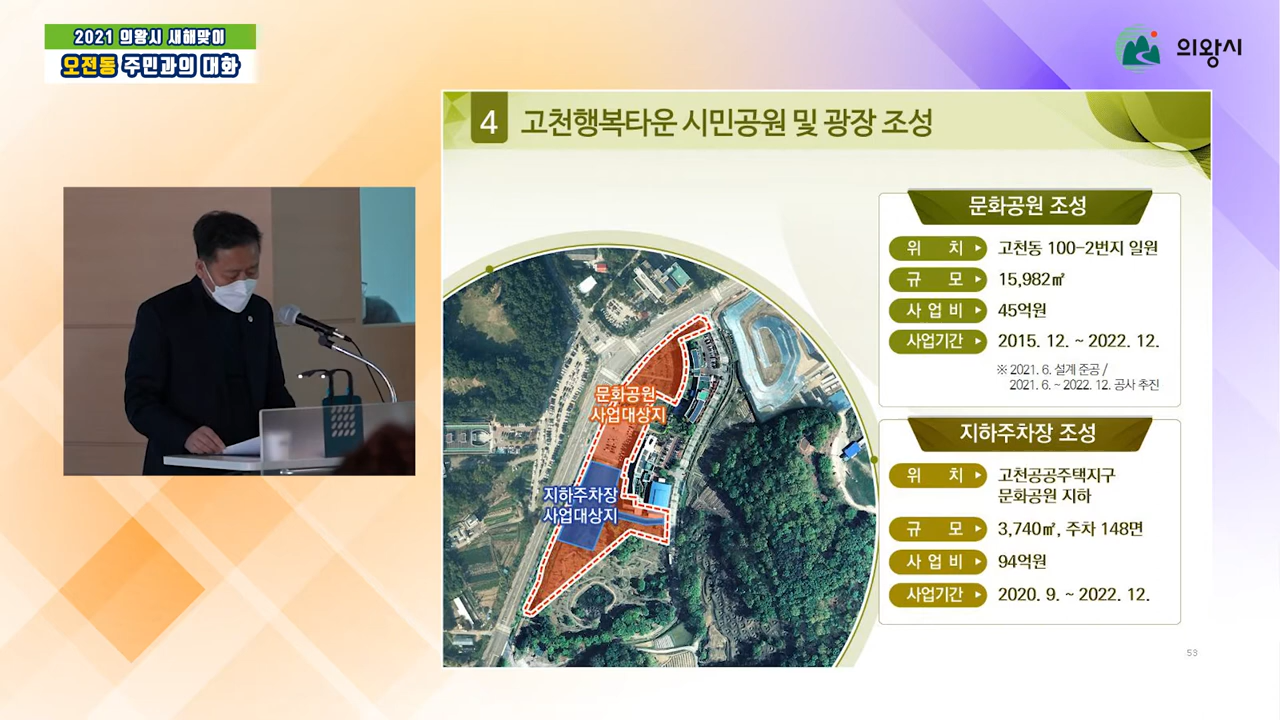 2021 의왕시 새해맞이
오전동 주민과의 대화
의왕시
4 고천행복타운 시민공원 및 광장 조성
문화공원
사업대상지
지하주차장
사업대상지
문화공원 조성
위 치 고천동 100-2번지 일원
규 모 15,982㎡
사 업 비 45억원
사업기간 2015. 12. ~ 2022. 12.
※ 2021. 6. 설계 준공 /
2021. 6. ~ 2022. 12. 공사 추진
지하주차장 조성
위 치 고천공공주택지구
문화공원 지하
규 모 3,740㎡, 주차 148면
사 업 비 94억원
사업기간 2020. 9. ~ 2022. 12.
53